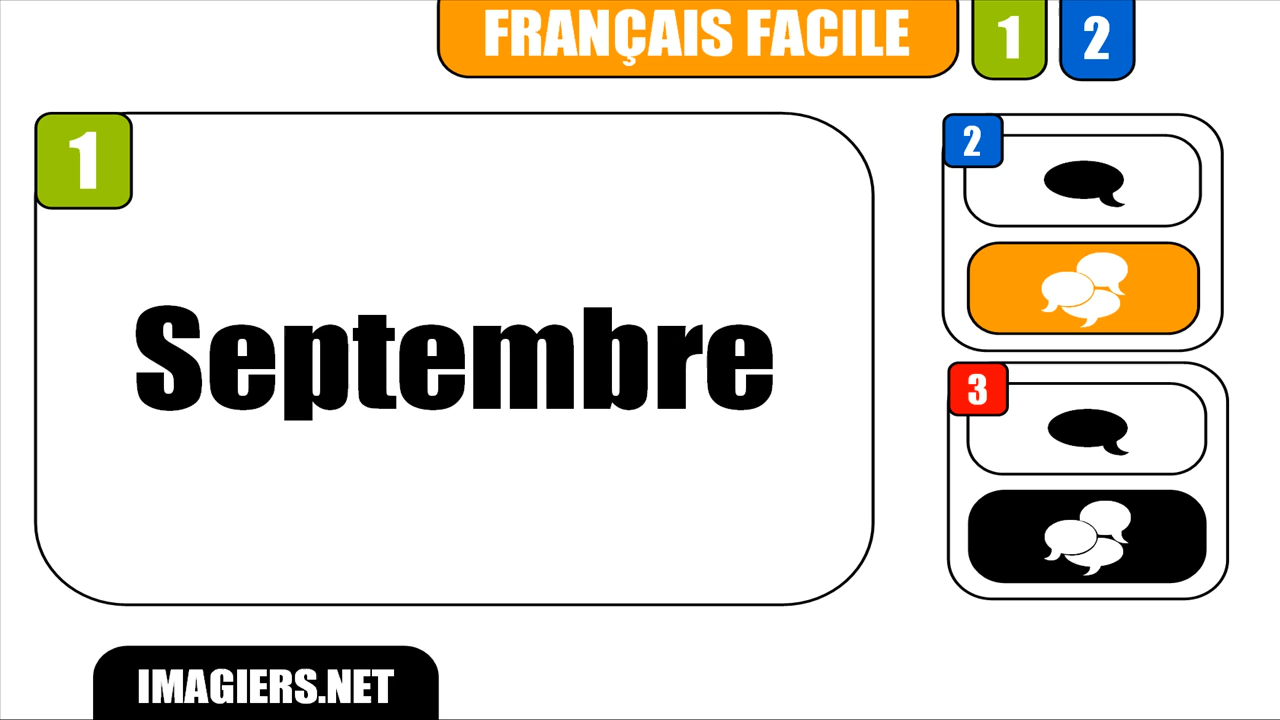 FRANÇAIS FACILE 1 2
1
Septembre
2
3
IMAGIERS.NET